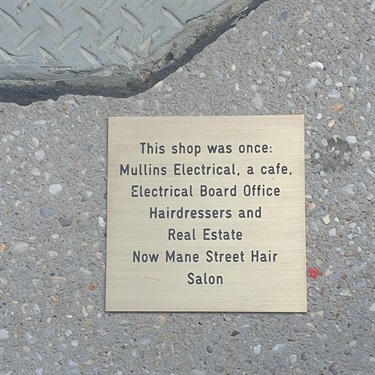 This shop was once:
Mullins Electrical, a cafe,
Electrical Board Office
Hairdressers and
Real Estate
Now Mane Street Hair
Salon